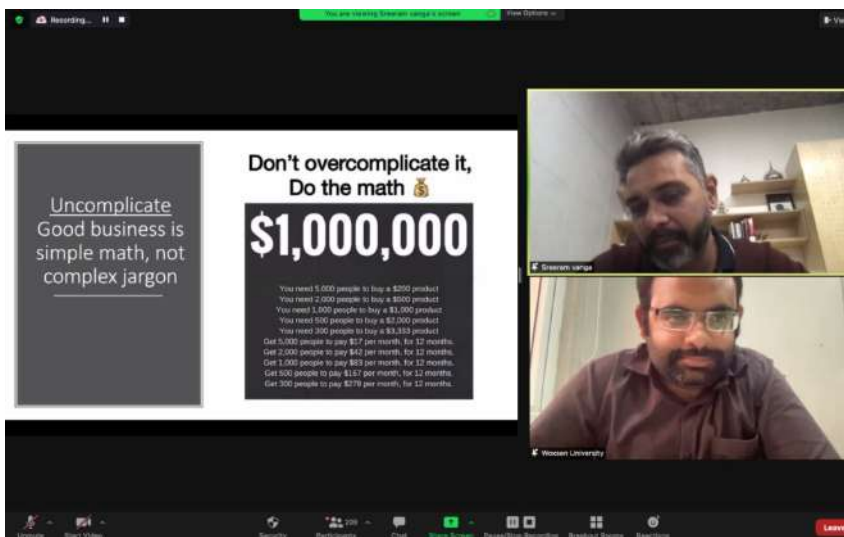 Recording...
You are viewing Sreeram vanga's screen
View Options
View
Uncomplicate
Good business is
simple math, not
complex jargon
Don't overcomplicate it,
Do the math 💰
$1,000,000
You need 5,000 people to buy a $200 product
You need 2,000 people to buy a $500 product
You need 1,000 people to buy a $1,000 product
You need 500 people to buy a $2,000 product
You need 300 people to buy a $3,333 product
Get 5,000 people to pay $17 per month, for 12 months.
Get 2,000 people to pay $42 per month, for 12 months.
Get 1,000 people to pay $83 per month, for 12 months.
Get 500 people to pay $167 per month, for 12 months.
Get 300 people to pay $278 per month, for 12 months.
Sreeram vanga
Woxsen University
Unmute
Start Video
Security
Participants
Chat
Share Screen
Pause/Stop Recording
Breakout Rooms
Reactions
Leave